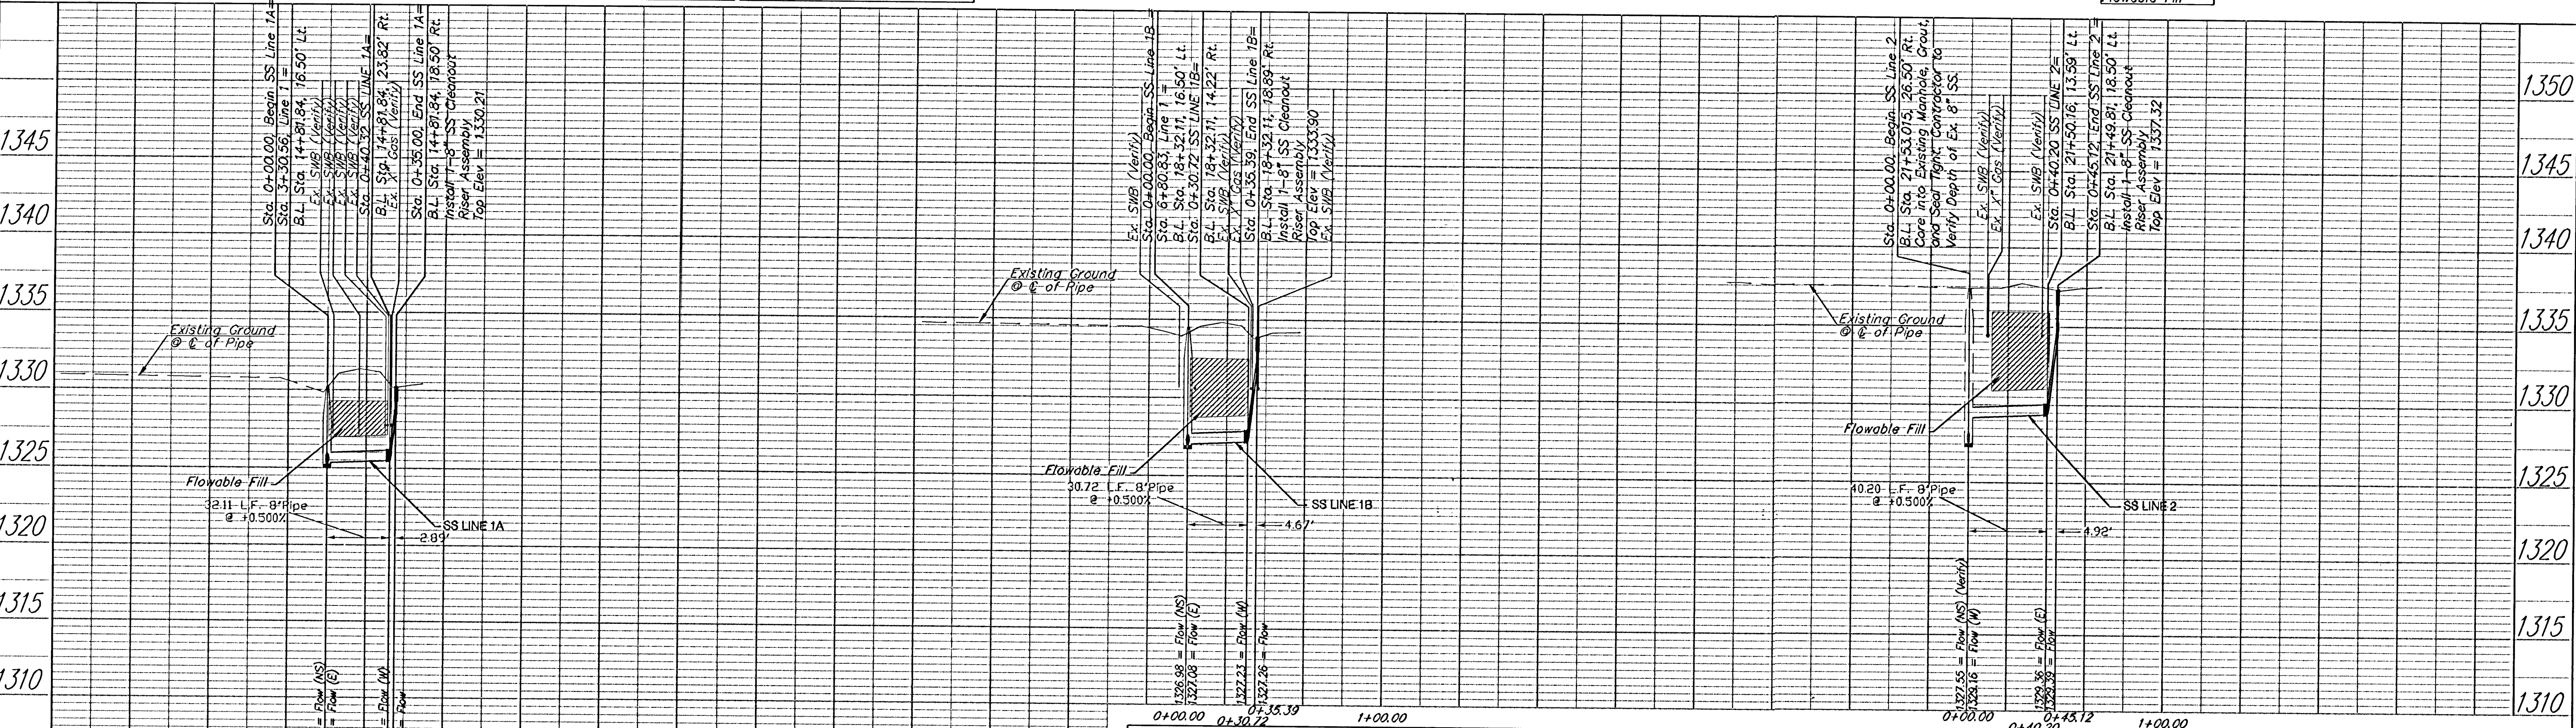 Flowable Fill
1345
1340
1335
1330
1325
1320
1315
1310
Sta. 0+00.00, Begin SS Line 1A=
Sta. 3+30.56, Line 1 =
B.L. Sta. 14+81.84, 16.50' Lt.
Ex. SWB (Verify)
Ex. SWB (Verify)
Ex. SWB (Verify)
Ex. SWB (Verify)
Sta. 0+40.32 SS LINE 1A=
B.L. Sta. 14+81.84, 23.82' Rt.
Ex. X" Gas (Verify)
Sta. 0+35.00, End SS Line 1A=
B.L. Sta. 14+81.84, 18.50' Rt.
Install 1-8" SS Cleanout
Riser Assembly
Top Elev = 1330.21
Existing Ground
@ ℄ of Pipe
Flowable Fill
32.11 L.F. 8"Pipe
@ +0.500%
SS LINE 1A
2.89'
= Flow (NS)
= Flow (E)
= Flow (W)
= Flow
Ex. SWB (Verify)
Sta. 0+00.00, Begin SS Line 1B=
Sta. 6+80.83, Line 1 =
B.L. Sta. 18+32.11, 16.50' Lt.
Sta. 0+30.72 SS LINE 1B=
B.L. Sta. 18+32.11, 14.22' Rt.
Ex. SWB (Verify)
Ex. X" Gas (Verify)
Sta. 0+35.39, End SS Line 1B=
B.L. Sta. 18+32.11, 18.89' Rt.
Install 1-8" SS Cleanout
Riser Assembly
Top Elev = 1333.90
Ex. SWB (Verify)
Existing Ground
@ ℄ of Pipe
Flowable Fill
30.72 L.F. 8"Pipe
@ +0.500%
SS LINE 1B
4.67'
1326.98 = Flow (NS)
1327.08 = Flow (E)
1327.23 = Flow (W)
1327.26 = Flow
0+00.00
0+30.72
0+35.39
1+00.00
Sta. 0+00.00, Begin SS Line 2
B.L. Sta. 21+53.015, 26.50' Rt.
Core into Existing Manhole, Grout,
and Seal Tight. Contractor to
Verify Depth of Ex. 8" SS.
Ex. SWB (Verify)
Ex. X" Gas (Verify)
Ex. SWB (Verify)
Sta. 0+40.20 SS LINE 2=
B.L. Sta. 21+50.16, 13.59' Lt.
Sta. 0+45.12, End SS Line 2=
B.L. Sta. 21+49.81, 18.50' Lt.
Install 1-8" SS Cleanout
Riser Assembly
Top Elev = 1337.32
Existing Ground
@ ℄ of Pipe
Flowable Fill
40.20 L.F. 8"Pipe
@ +0.500%
SS LINE 2
4.92'
1327.55 = Flow (NS) (Verify)
1329.16 = Flow (W)
1329.36 = Flow (E)
1329.39 = Flow
0+00.00
0+40.20
0+45.12
1+00.00
1350
1345
1340
1335
1330
1325
1320
1315
1310